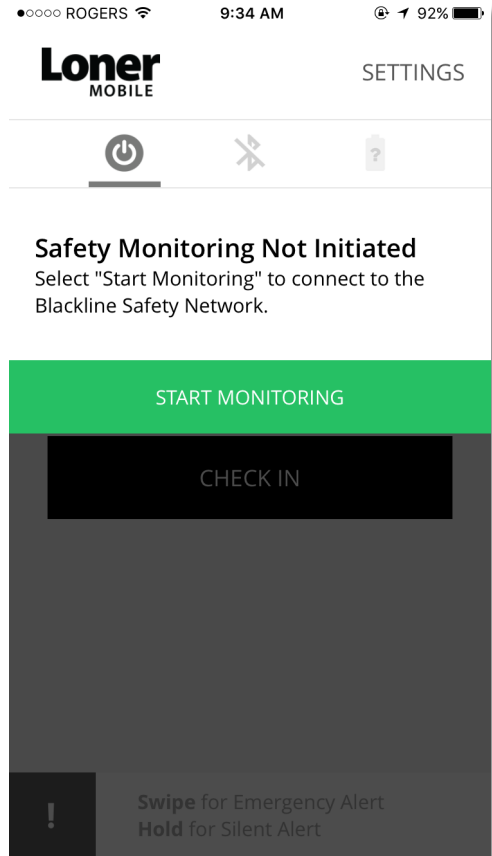 ROGERS 9:34 AM 92%
Loner
MOBILE
SETTINGS
?
Safety Monitoring Not Initiated
Select "Start Monitoring" to connect to the
Blackline Safety Network.
START MONITORING
CHECK IN
!
Swipe for Emergency Alert
Hold for Silent Alert